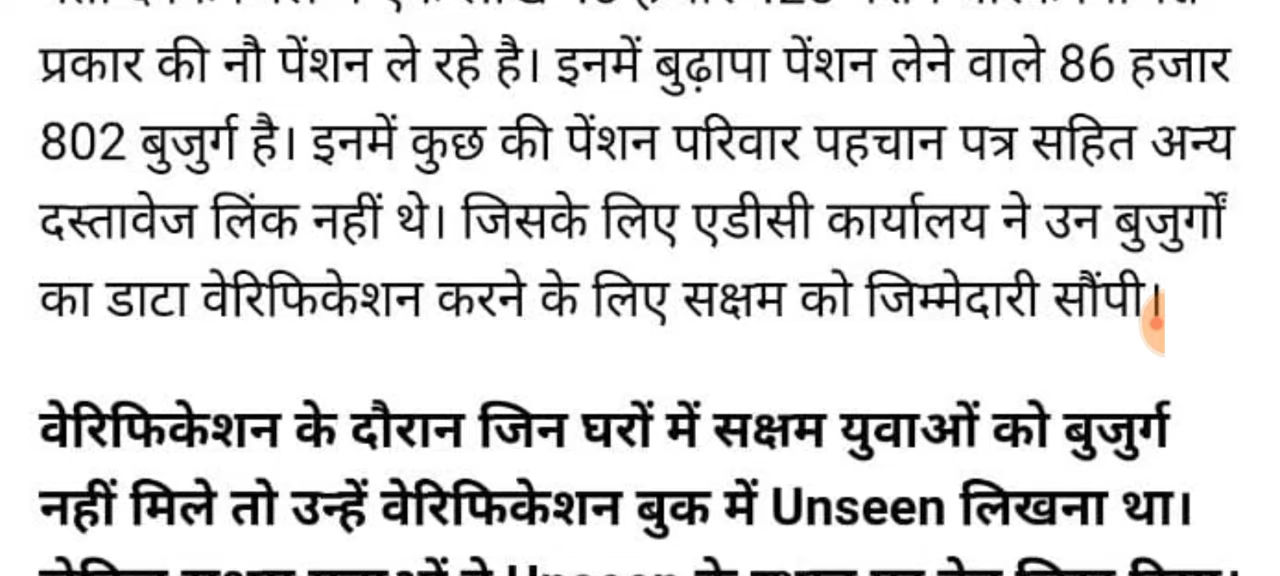 प्रकार की नौ पेंशन ले रहे है। इनमें बुढ़ापा पेंशन लेने वाले 86 हजार
802 बुजुर्ग है। इनमें कुछ की पेंशन परिवार पहचान पत्र सहित अन्य
दस्तावेज लिंक नहीं थे। जिसके लिए एडीसी कार्यालय ने उन बुजुर्गों
का डाटा वेरिफिकेशन करने के लिए सक्षम को जिम्मेदारी सौंपी।
वेरिफिकेशन के दौरान जिन घरों में सक्षम युवाओं को बुजुर्ग
नहीं मिले तो उन्हें वेरिफिकेशन बुक में Unseen लिखना था।